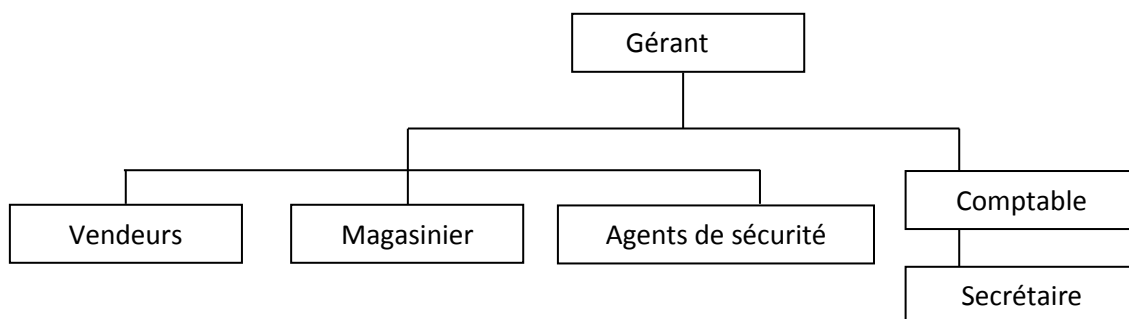 Gérant
Comptable
Vendeurs
Magasinier
Agents de sécurité
Secrétaire